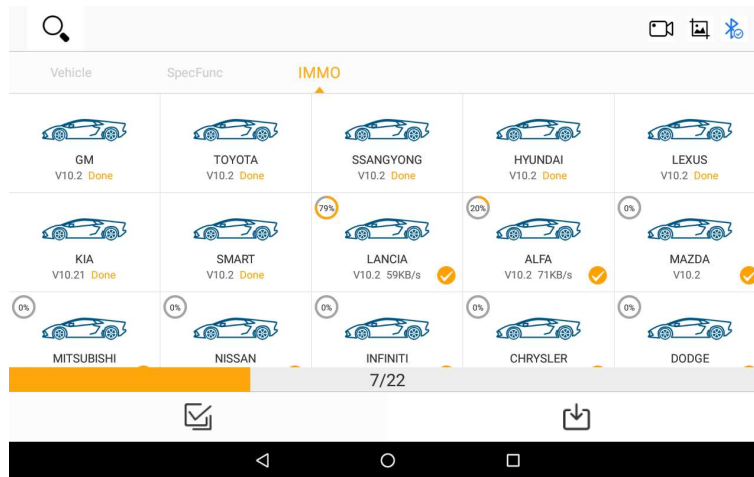 Vehicle SpecFunc IMMO
GM TOYOTA SSANGYONG HYUNDAI LEXUS
V10.2 Done V10.2 Done V10.2 Done V10.2 Done V10.2 Done
79% 20% 0%
KIA SMART LANCIA ALFA MAZDA
V10.21 Done V10.2 Done V10.2 59KB/s V10.2 71KB/s V10.2
0% 0% 0% 0% 0%
MITSUBISHI NISSAN INFINITI CHRYSLER DODGE
7/22